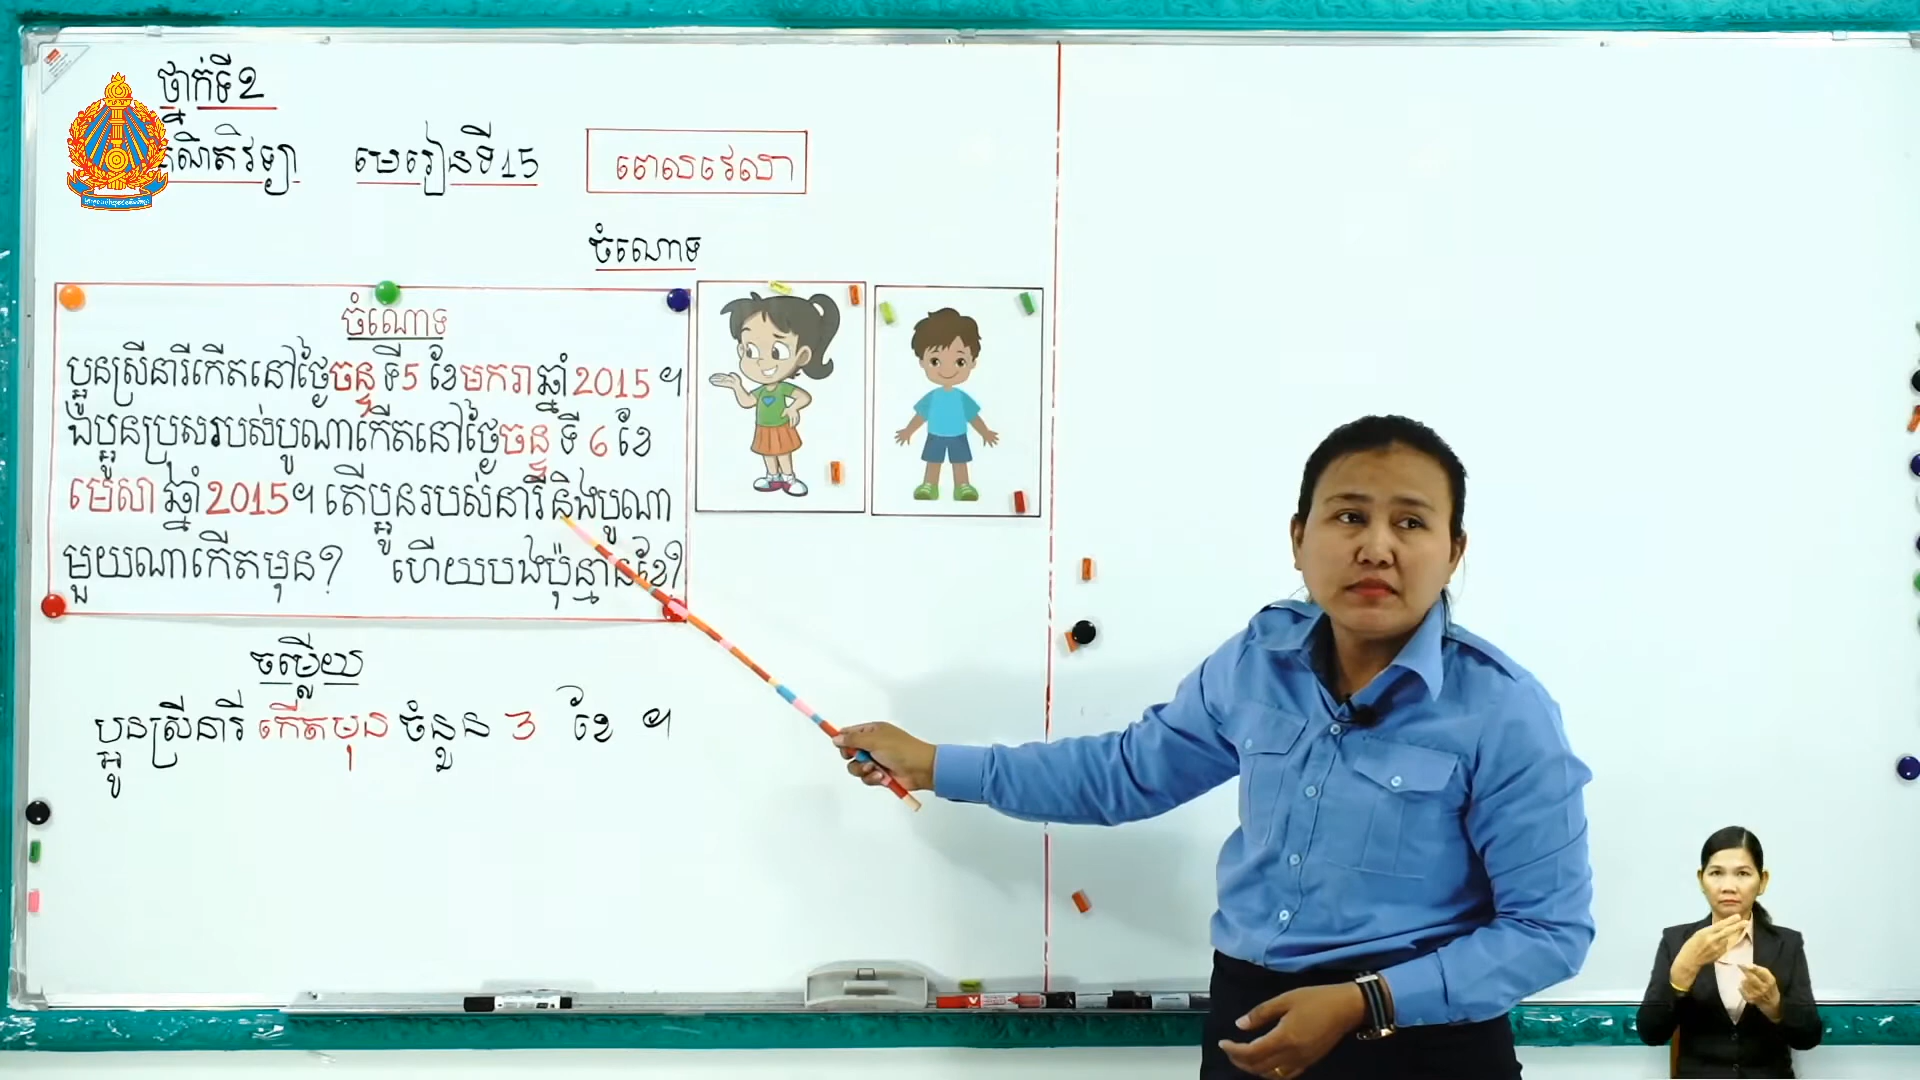 ថ្នាក់ទី២
គណិតវិទ្យា មេរៀនទី15 ពេលវេលា
ចំណោទ
ចំណោទ
ប្អូនស្រីនារីកើតនៅថ្ងៃចន្ទ ទី5 ខែមករា ឆ្នាំ 2015 ។
ឯប្អូនប្រុសរបស់បូណាកើតនៅថ្ងៃចន្ទ ទី 6 ខែ
មេសា ឆ្នាំ 2015។ តើប្អូនរបស់នារីនិងបូណា
មួយណាកើតមុន? ហើយបងប៉ុន្មានខែ?
ចម្លើយ
ប្អូនស្រីនារី កើតមុន ចំនួន 3 ខែ ។